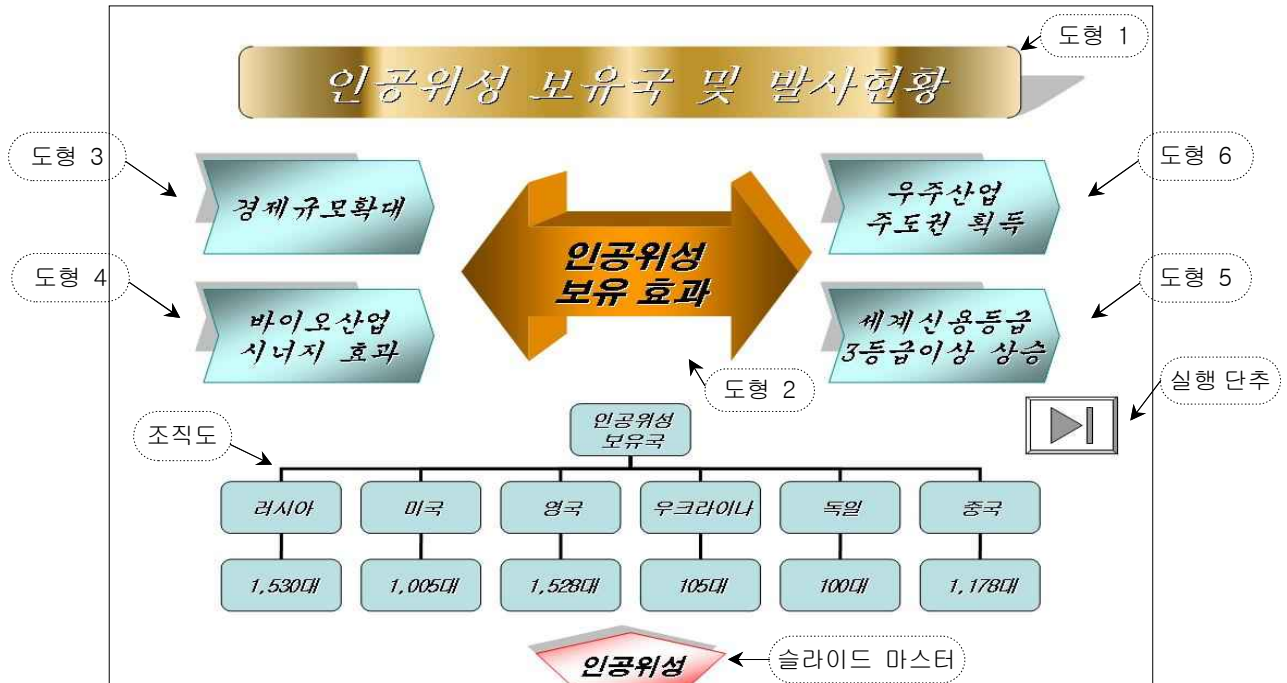 도형 1
인공위성 보유국 및 발사현황
도형 3
경제규모확대
우주산업
주도권 획득
도형 6
인공위성
보유 효과
도형 4
바이오산업
시너지 효과
세계신용등급
3등급이상 상승
도형 5
도형 2
실행 단추
조직도
인공위성
보유국
러시아
미국
영국
우크라이나
독일
중국
1,530대
1,005대
1,528대
105대
100대
1,178대
인공위성
슬라이드 마스터